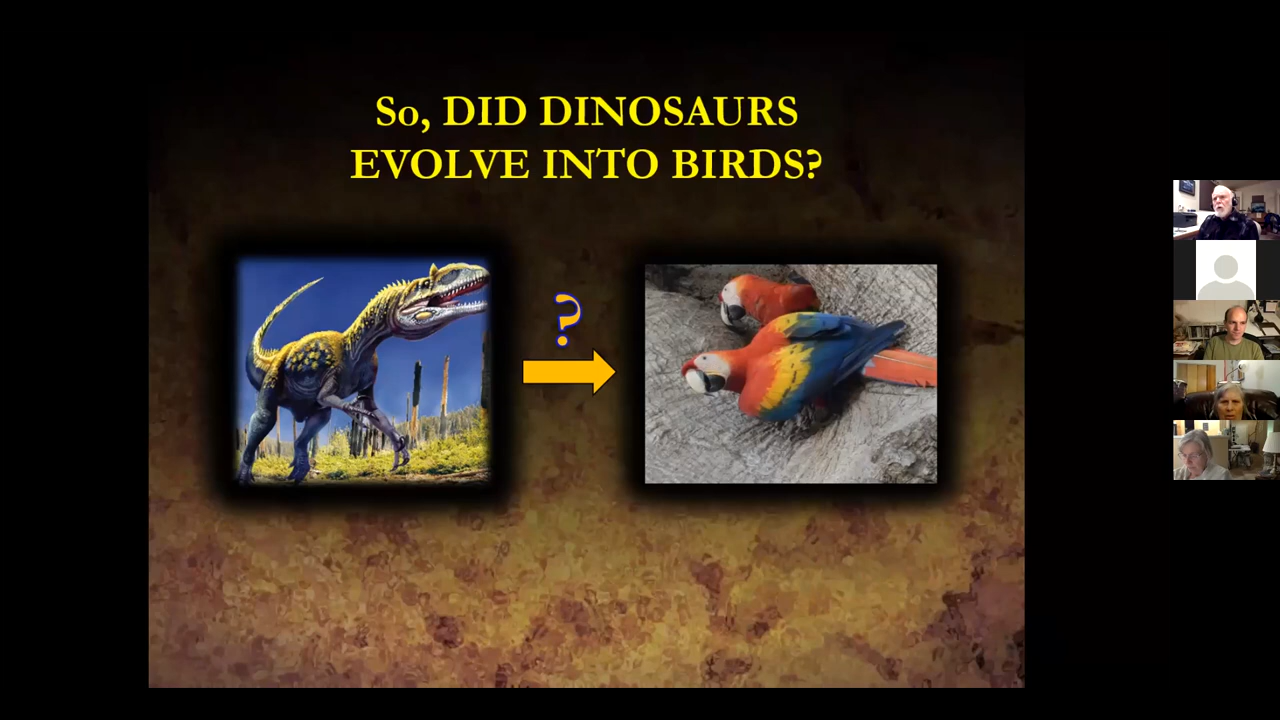 So, DID DINOSAURS
EVOLVE INTO BIRDS?
?